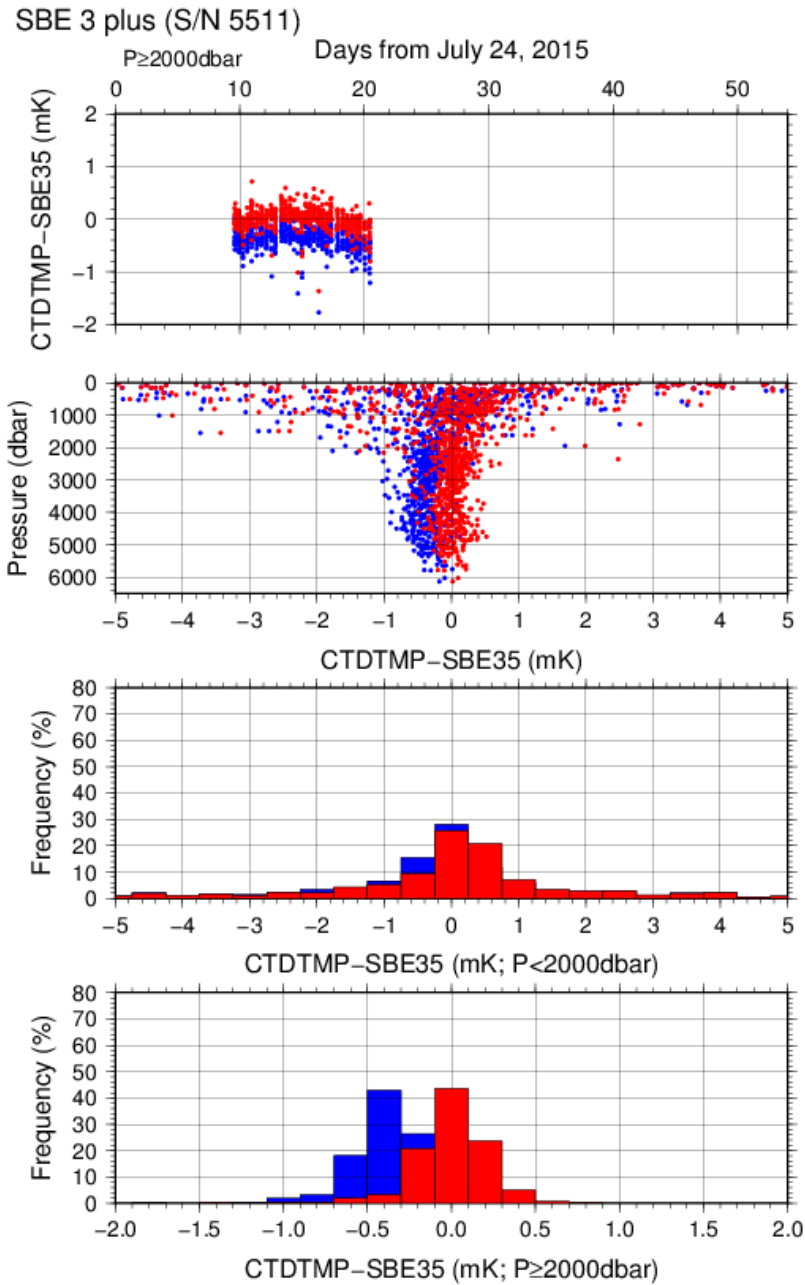 SBE 3 plus (S/N 5511)
P≥2000dbar
Days from July 24, 2015
0 10 20 30 40 50
CTDTMP−SBE35 (mK)
2
1
0
−1
−2
Pressure (dbar)
0
1000
2000
3000
4000
5000
6000
−5 −4 −3 −2 −1 0 1 2 3 4 5
CTDTMP−SBE35 (mK)
Frequency (%)
80
70
60
50
40
30
20
10
0
−5 −4 −3 −2 −1 0 1 2 3 4 5
CTDTMP−SBE35 (mK; P<2000dbar)
Frequency (%)
80
70
60
50
40
30
20
10
0
−2.0 −1.5 −1.0 −0.5 0.0 0.5 1.0 1.5 2.0
CTDTMP−SBE35 (mK; P≥2000dbar)